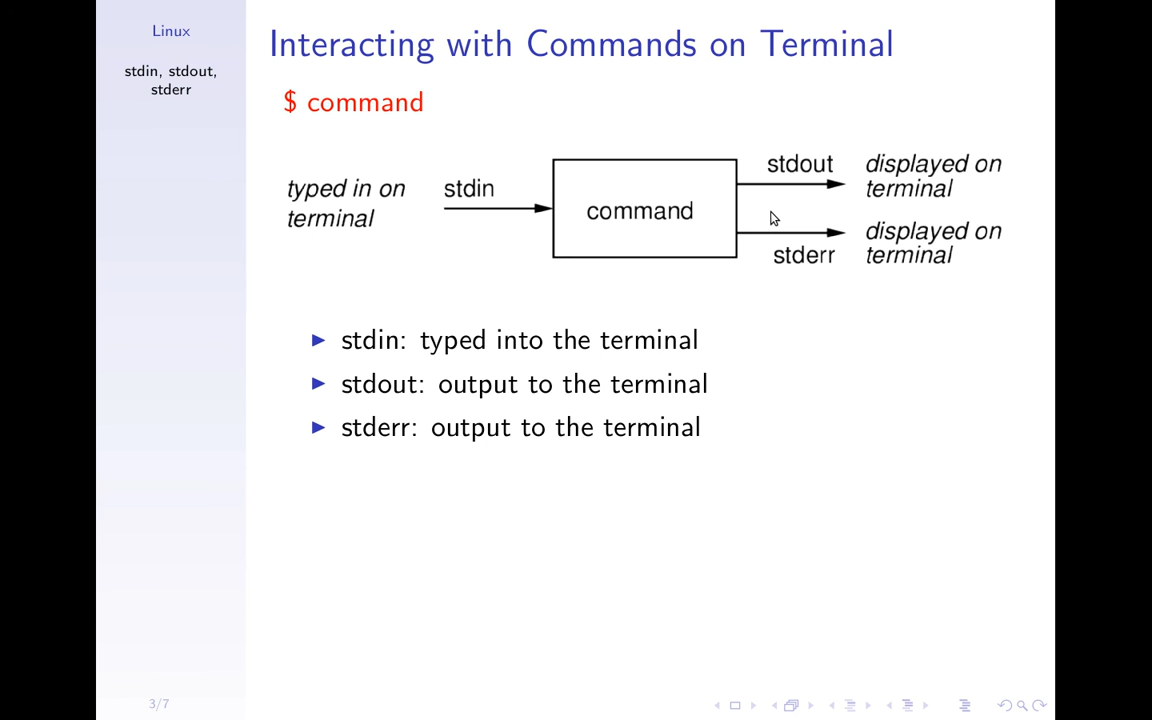 Linux
stdin, stdout,
stderr
Interacting with Commands on Terminal
$ command
typed in on
terminal
stdin
command
stdout
displayed on
terminal
stderr
displayed on
terminal
▶ stdin: typed into the terminal
▶ stdout: output to the terminal
▶ stderr: output to the terminal
3/7